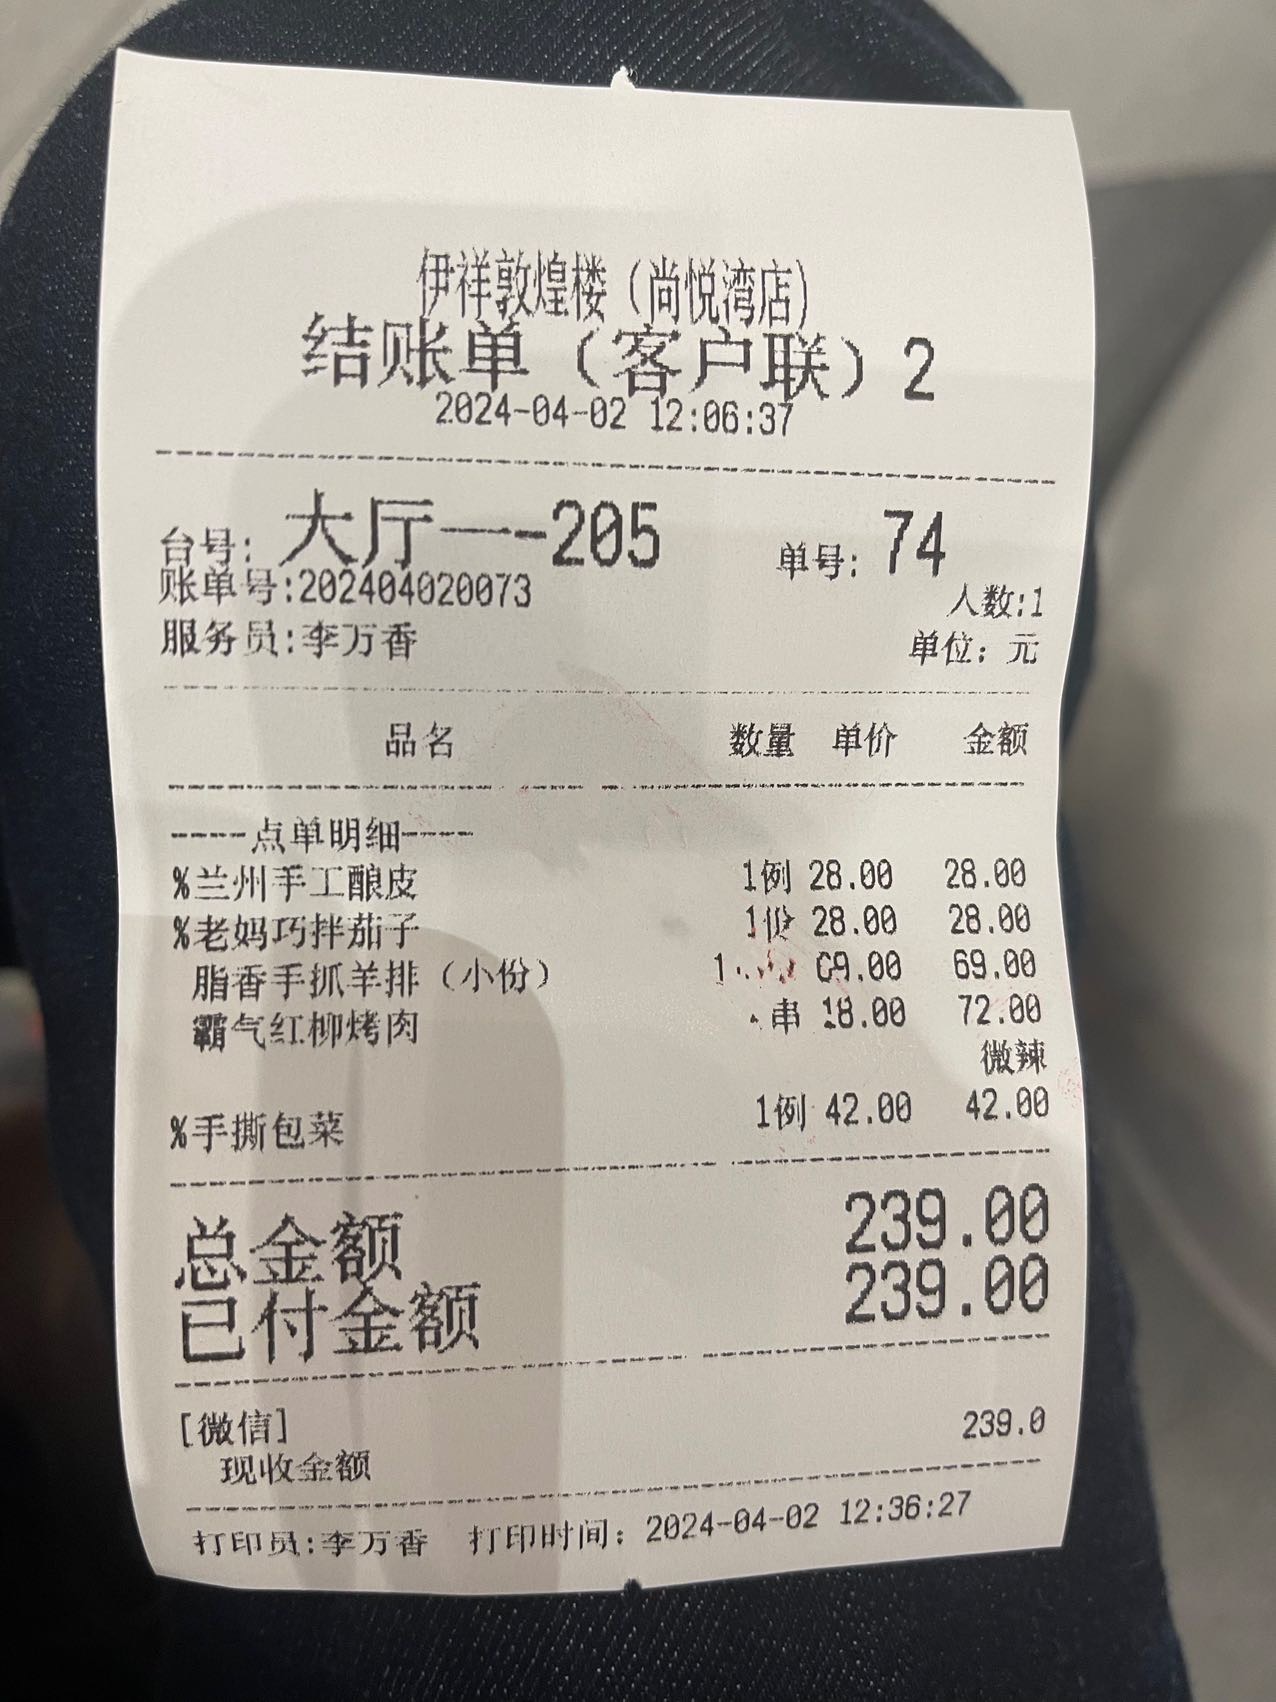 伊祥敦煌楼（尚悦湾店）
结账单（客户联）2
2024-04-02 12:06:37
台号: 大厅一-205 单号: 74
账单号:202404020073 人数:1
服务员:李万香 单位: 元
品名 数量 单价 金额
----点单明细----
%兰州手工酿皮 1例 28.00 28.00
%老妈巧拌茄子 1份 28.00 28.00
脂香手抓羊排（小份） 1 69.00 69.00
霸气红柳烤肉 串 18.00 72.00
微辣
%手撕包菜 1例 42.00 42.00
总金额 239.00
已付金额 239.00
[微信] 239.0
现收金额
打印员:李万香 打印时间: 2024-04-02 12:36:27